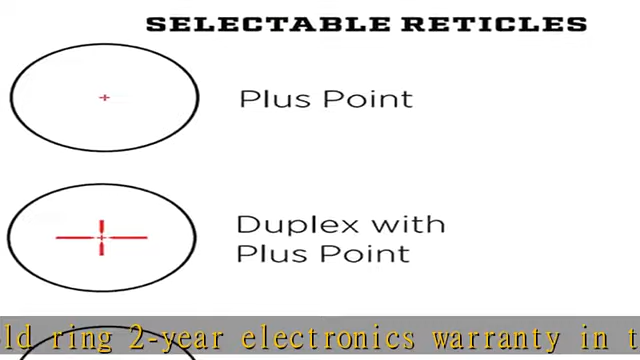 SELECTABLE RETICLES
Plus Point
Duplex with
Plus Point
ring 2-year electronics warranty in